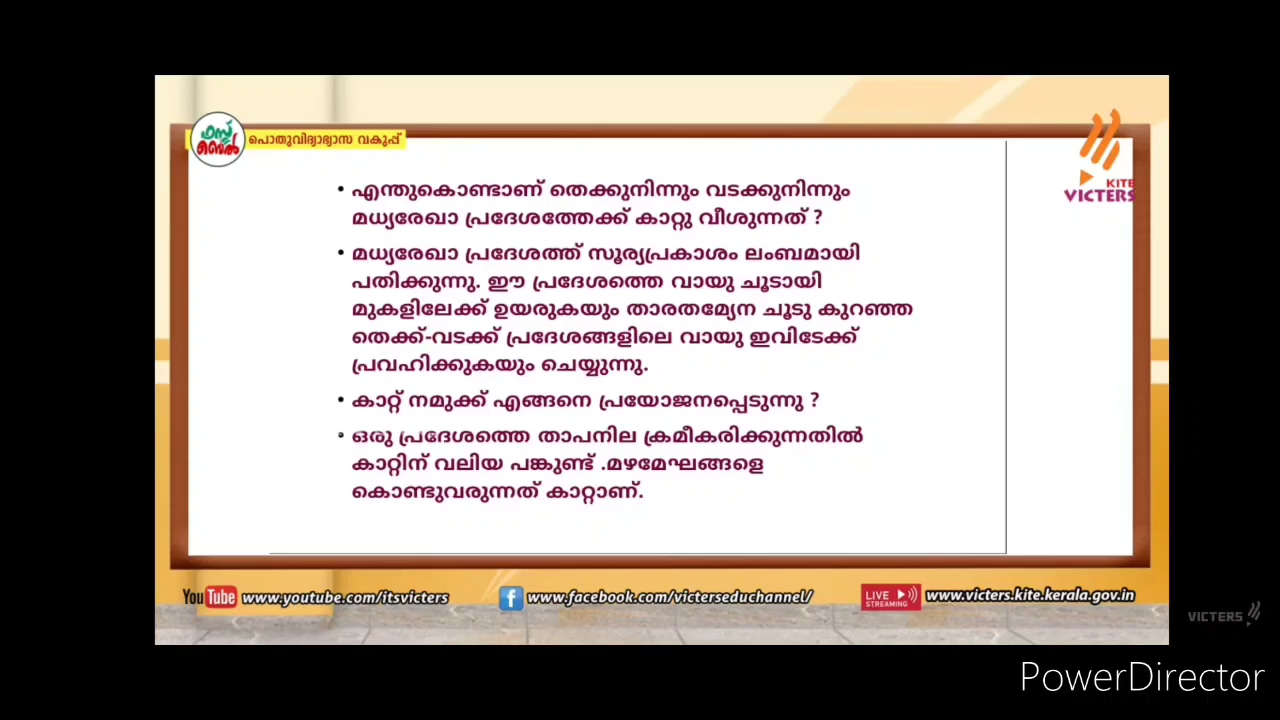 ഫസ്റ്റ്
ബെൽ
പൊതുവിദ്യാഭ്യാസ വകുപ്പ്
KITE
VICTERS
• എന്തുകൊണ്ടാണ് തെക്കുനിന്നും വടക്കുനിന്നും
മധ്യരേഖാ പ്രദേശത്തേക്ക് കാറ്റു വീശുന്നത് ?
• മധ്യരേഖാ പ്രദേശത്ത് സൂര്യപ്രകാശം ലംബമായി
പതിക്കുന്നു. ഈ പ്രദേശത്തെ വായു ചൂടായി
മുകളിലേക്ക് ഉയരുകയും താരതമ്യേന ചൂടു കുറഞ്ഞ
തെക്ക്-വടക്ക് പ്രദേശങ്ങളിലെ വായു ഇവിടേക്ക്
പ്രവഹിക്കുകയും ചെയ്യുന്നു.
• കാറ്റ് നമുക്ക് എങ്ങനെ പ്രയോജനപ്പെടുന്നു ?
• ഒരു പ്രദേശത്തെ താപനില ക്രമീകരിക്കുന്നതിൽ
കാറ്റിന് വലിയ പങ്കുണ്ട് .മഴമേഘങ്ങളെ
കൊണ്ടുവരുന്നത് കാറ്റാണ്.
YouTube www.youtube.com/itsvicters
f www.facebook.com/victerseduchannel/
LIVE STREAMING www.victers.kite.kerala.gov.in
VICTERS
PowerDirector